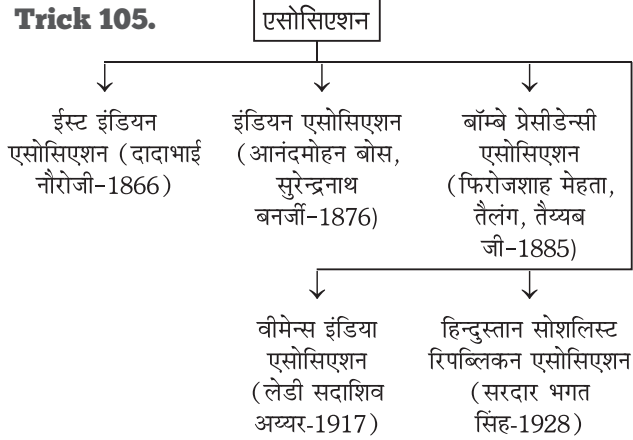 Trick 105.
एसोसिएशन
ईस्ट इंडियन
एसोसिएशन (दादाभाई
नौरोजी-1866)
इंडियन एसोसिएशन
(आनंदमोहन बोस,
सुरेन्द्रनाथ
बनर्जी-1876)
बॉम्बे प्रेसीडेन्सी
एसोसिएशन
(फिरोजशाह मेहता,
तैलंग, तैय्यब
जी-1885)
वीमेन्स इंडिया
एसोसिएशन
(लेडी सदाशिव
अय्यर-1917)
हिन्दुस्तान सोशलिस्ट
रिपब्लिकन एसोसिएशन
(सरदार भगत
सिंह-1928)